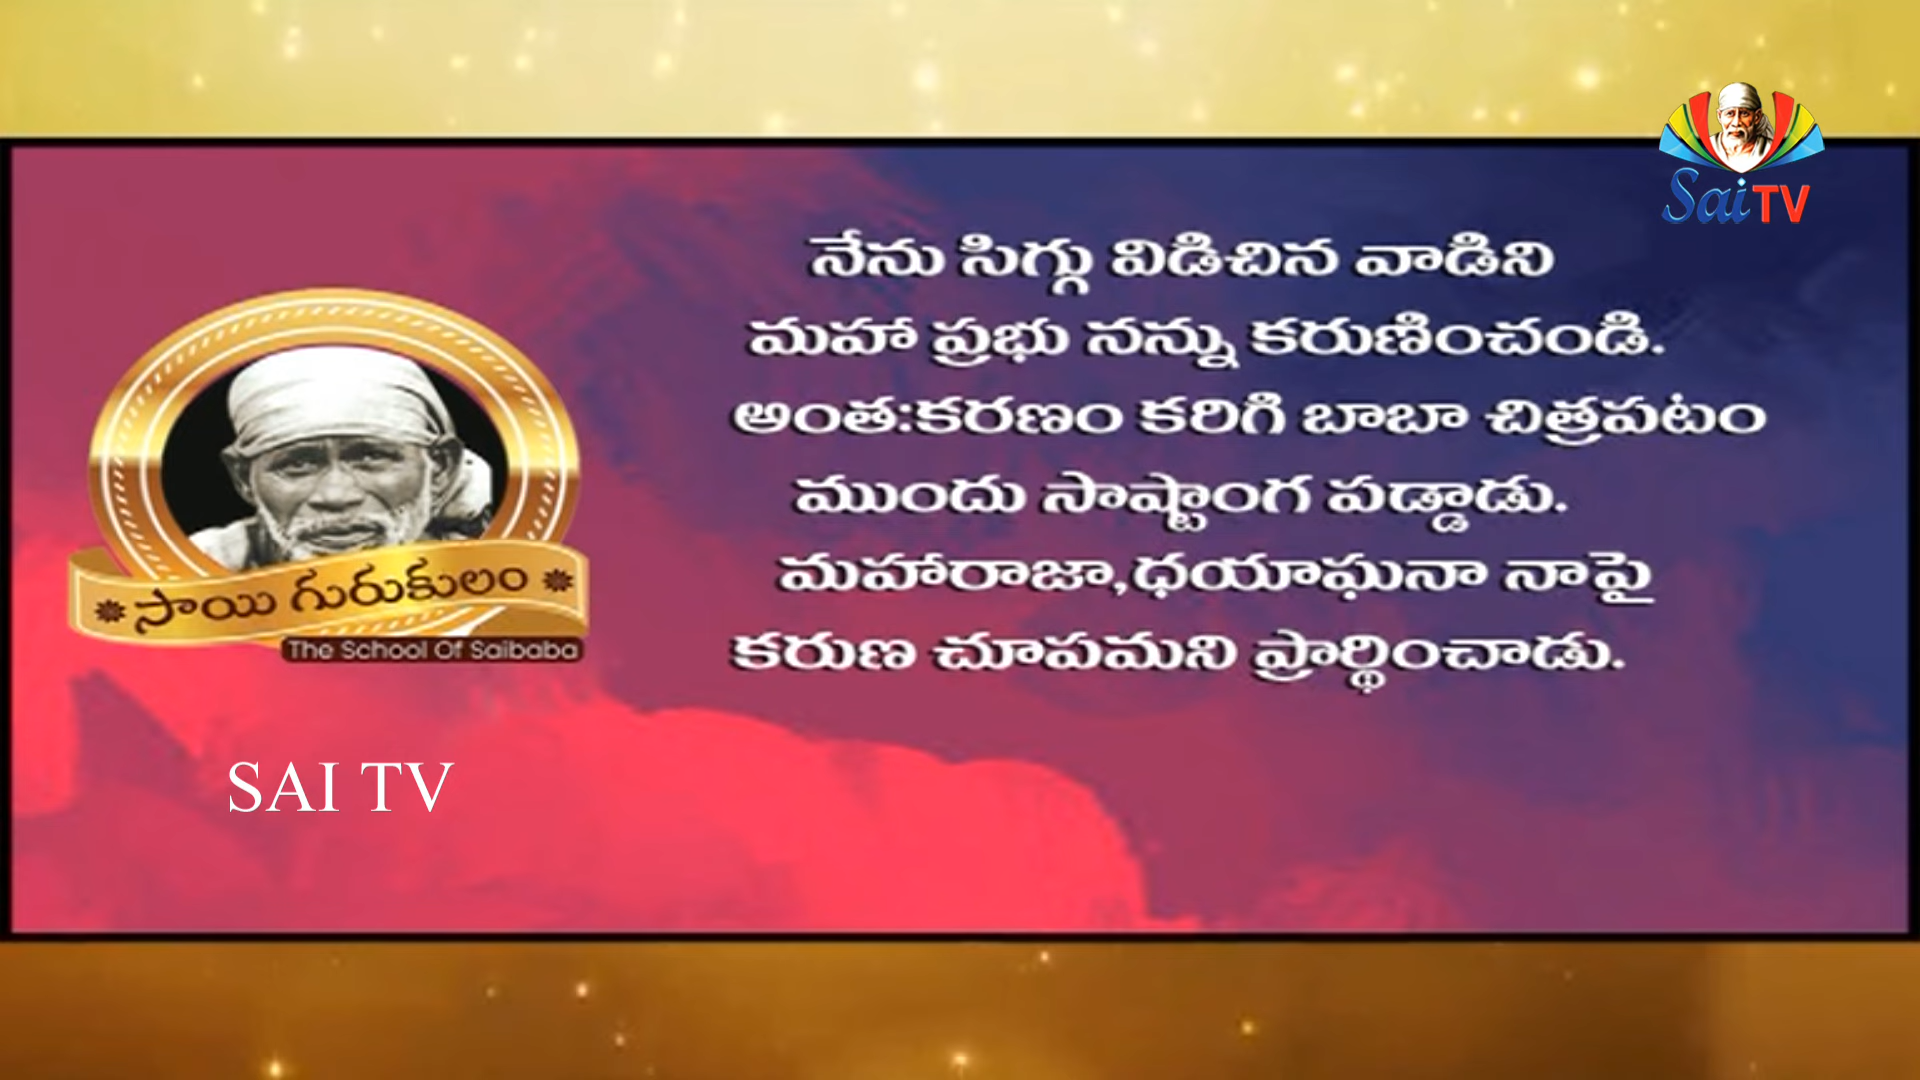 Sai TV
నేను సిగ్గు విడిచిన వాడిని
మహా ప్రభు నన్ను కరుణించండి.
అంత:కరణం కరిగి బాబా చిత్రపటం
ముందు సాష్టాంగ పడ్డాడు.
మహారాజా,ధయాఘనా నాపై
కరుణ చూపమని ప్రార్థించాడు.
సాయి గురుకులం
The School Of Saibaba
SAI TV